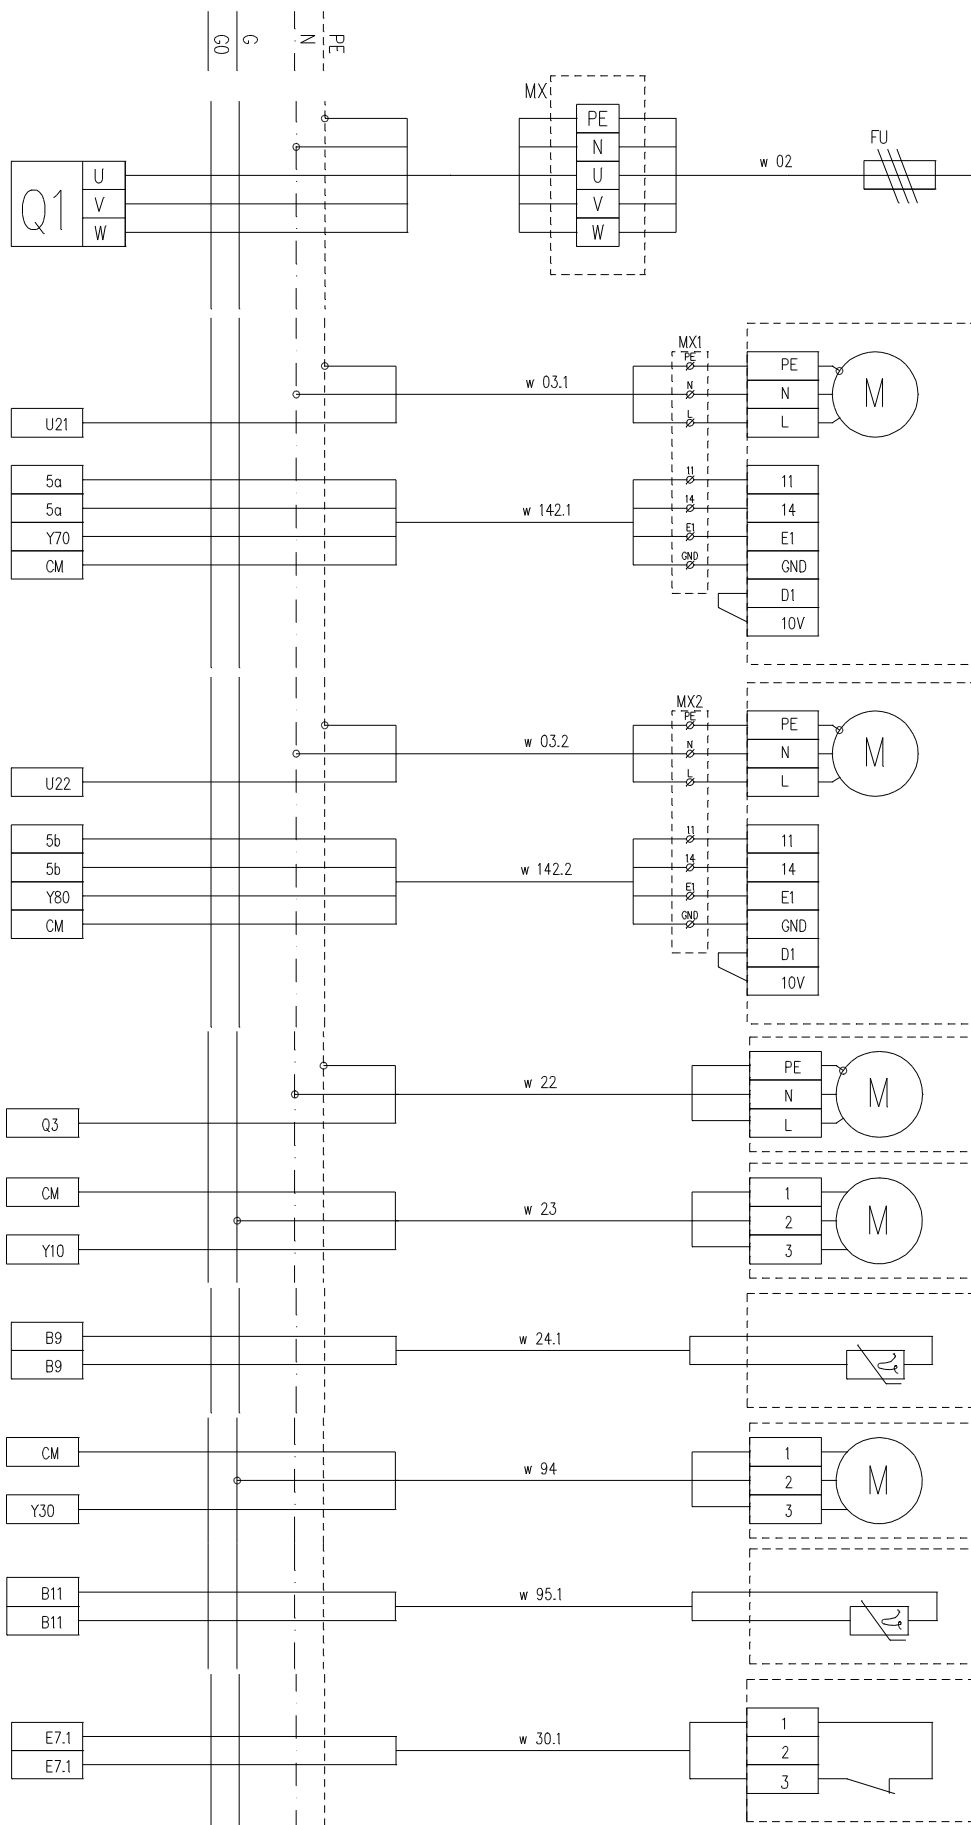 G0 G N PE
MX
PE
N
U
V
W
w 02
FU
Q1
U
V
W
MX1
PE
N
L
w 03.1
PE
N
L
M
U21
5a
5a
Y70
CM
w 142.1
11
14
E1
GND
11
14
E1
GND
D1
10V
MX2
PE
N
L
w 03.2
PE
N
L
M
U22
5b
5b
Y80
CM
w 142.2
11
14
E1
GND
11
14
E1
GND
D1
10V
w 22
PE
N
L
M
Q3
CM
Y10
w 23
1
2
3
M
B9
B9
w 24.1
CM
Y30
w 94
1
2
3
M
B11
B11
w 95.1
E7.1
E7.1
w 30.1
1
2
3